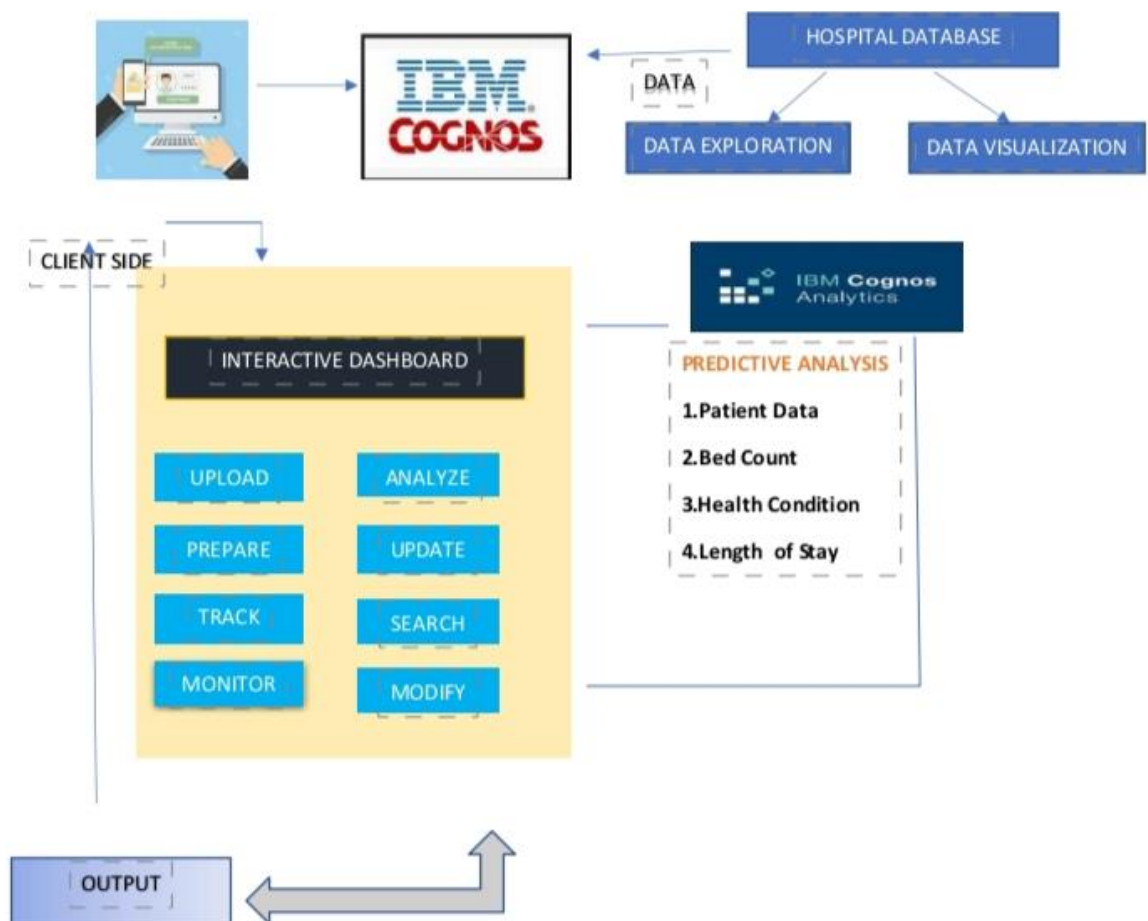 HOSPITAL DATABASE
IBM.
COGNOS
DATA
DATA EXPLORATION
DATA VISUALIZATION
CLIENT SIDE
IBM Cognos
Analytics
INTERACTIVE DASHBOARD
PREDICTIVE ANALYSIS
1.Patient Data
2.Bed Count
3.Health Condition
4.Length of Stay
UPLOAD
ANALYZE
PREPARE
UPDATE
TRACK
SEARCH
MONITOR
MODIFY
OUTPUT